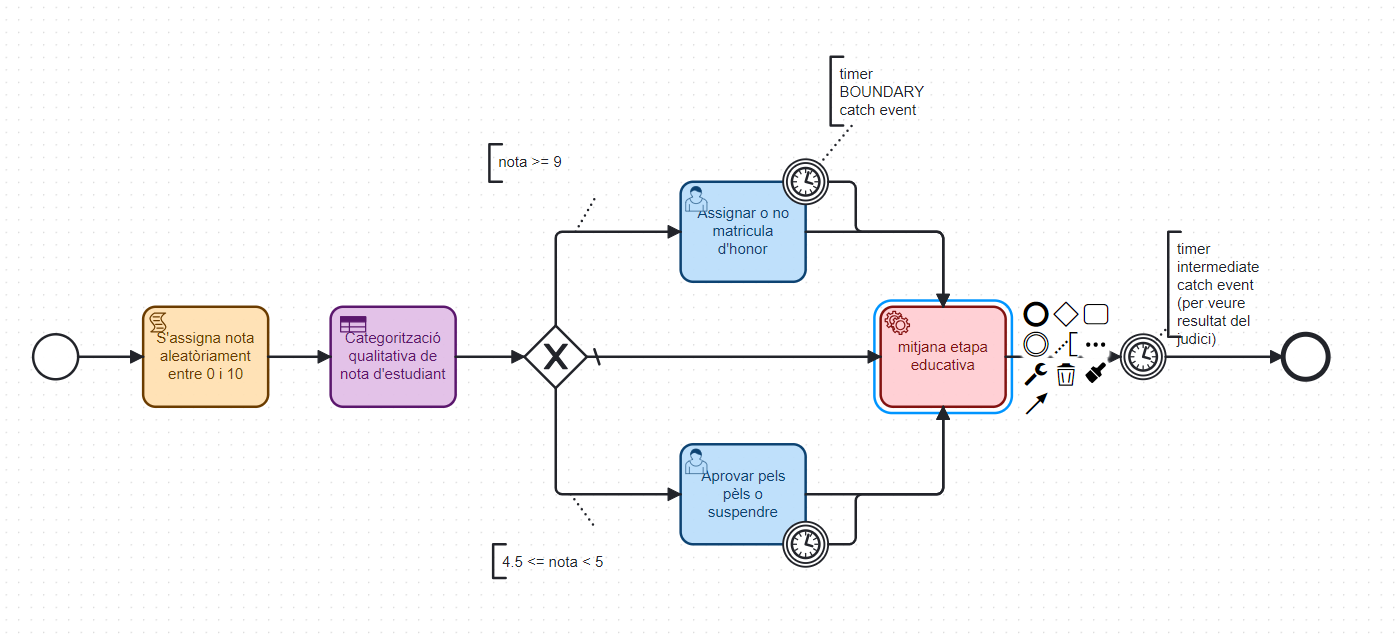 timer
BOUNDARY
catch event
nota >= 9
Assignar o no
matricula
d'honor
timer
intermediate
catch event
(per veure
resultat del
judici)
S'assigna nota
aleatòriament
entre 0 i 10
Categorització
qualitativa de
nota d'estudiant
mitjana etapa
educativa
Aprovar pels
pèls o
suspendre
4.5 <= nota < 5